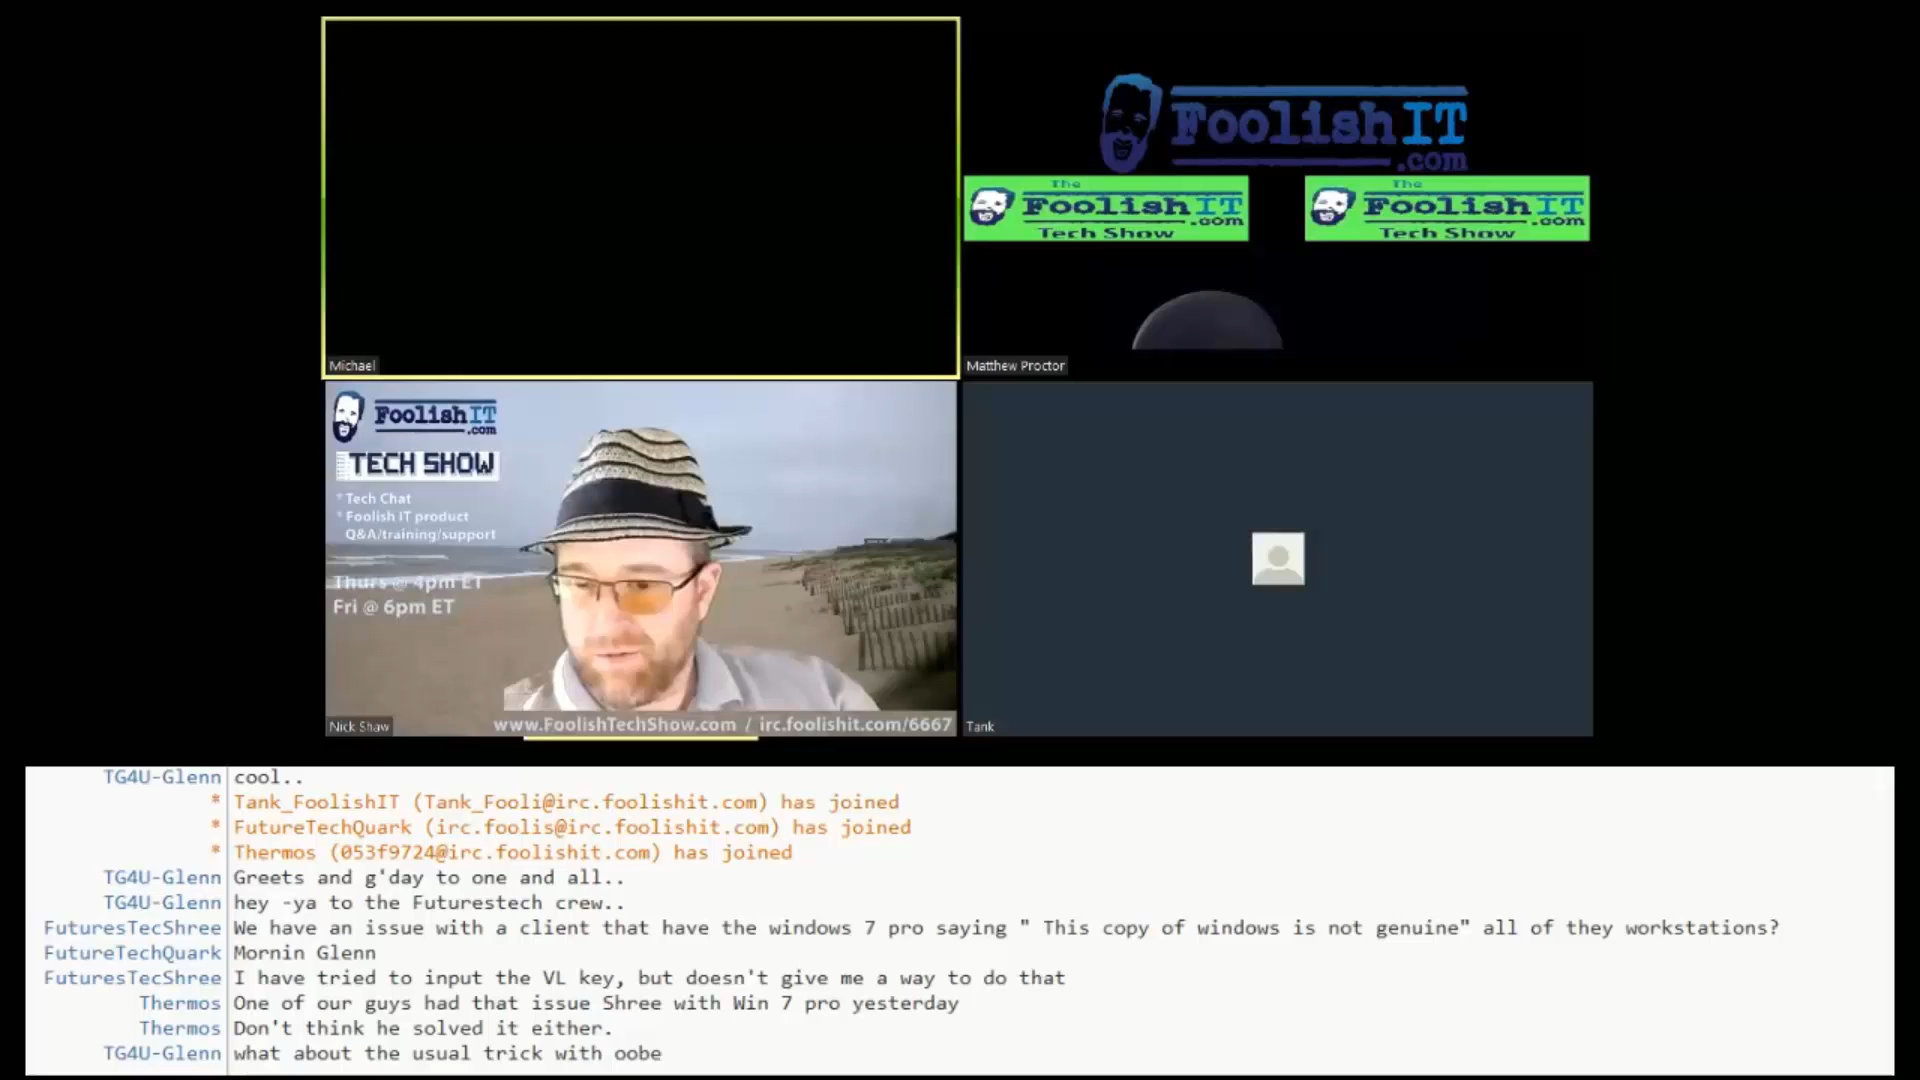 FoolishIT
.com
The
FoolishIT
.com
Tech Show
The
FoolishIT
.com
Tech Show
Michael
Matthew Proctor
FoolishIT
.com
TECH SHOW
* Tech Chat
* Foolish IT product
Q&A/training/support
Thurs @ 4pm ET
Fri @ 6pm ET
Nick Shaw
www.FoolishTechShow.com / irc.foolishit.com/6667
Tank
TG4U-Glenn cool..
* Tank_FoolishIT (Tank_Fooli@irc.foolishit.com) has joined
* FutureTechQuark (irc.foolis@irc.foolishit.com) has joined
* Thermos (053f9724@irc.foolishit.com) has joined
TG4U-Glenn Greets and g'day to one and all..
TG4U-Glenn hey -ya to the Futurestech crew..
FuturesTecShree We have an issue with a client that have the windows 7 pro saying " This copy of windows is not genuine" all of they workstations?
FutureTechQuark Mornin Glenn
FuturesTecShree I have tried to input the VL key, but doesn't give me a way to do that
Thermos One of our guys had that issue Shree with Win 7 pro yesterday
Thermos Don't think he solved it either.
TG4U-Glenn what about the usual trick with oobe